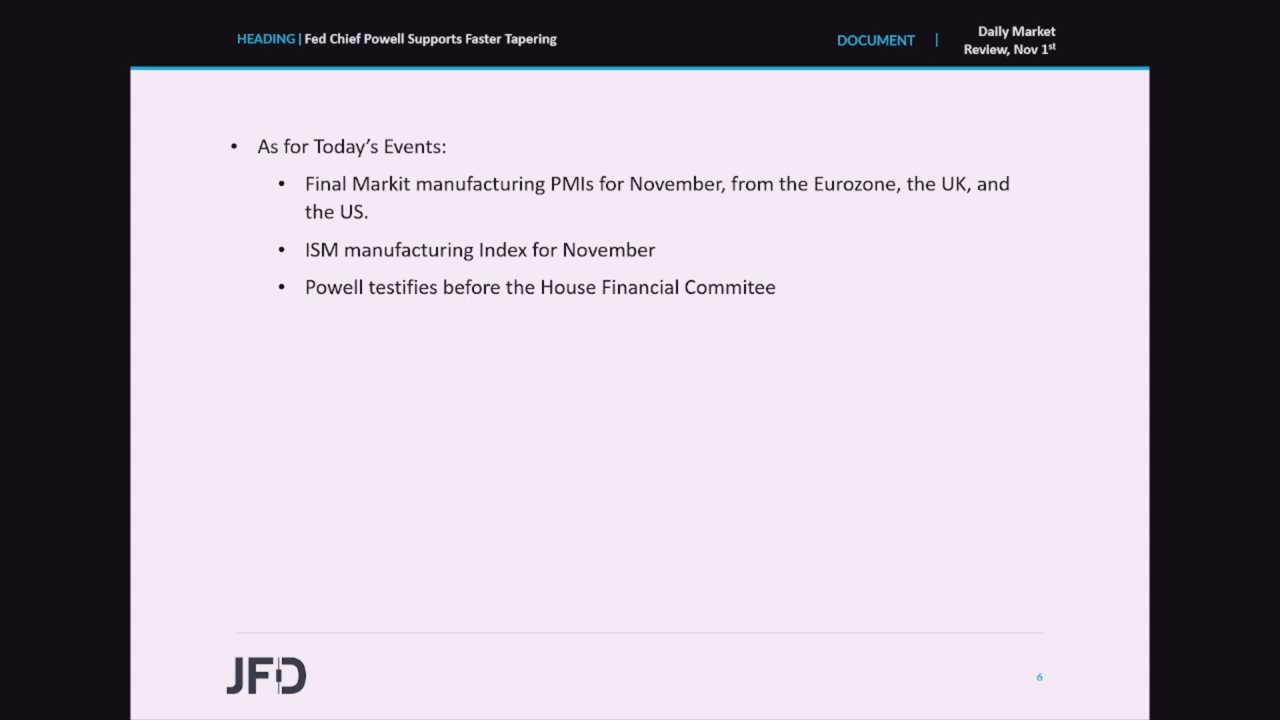 HEADING | Fed Chief Powell Supports Faster Tapering
DOCUMENT |
Daily Market
Review, Nov 1st
• As for Today's Events:
• Final Markit manufacturing PMIs for November, from the Eurozone, the UK, and
the US.
• ISM manufacturing Index for November
• Powell testifies before the House Financial Commitee
JFD
6